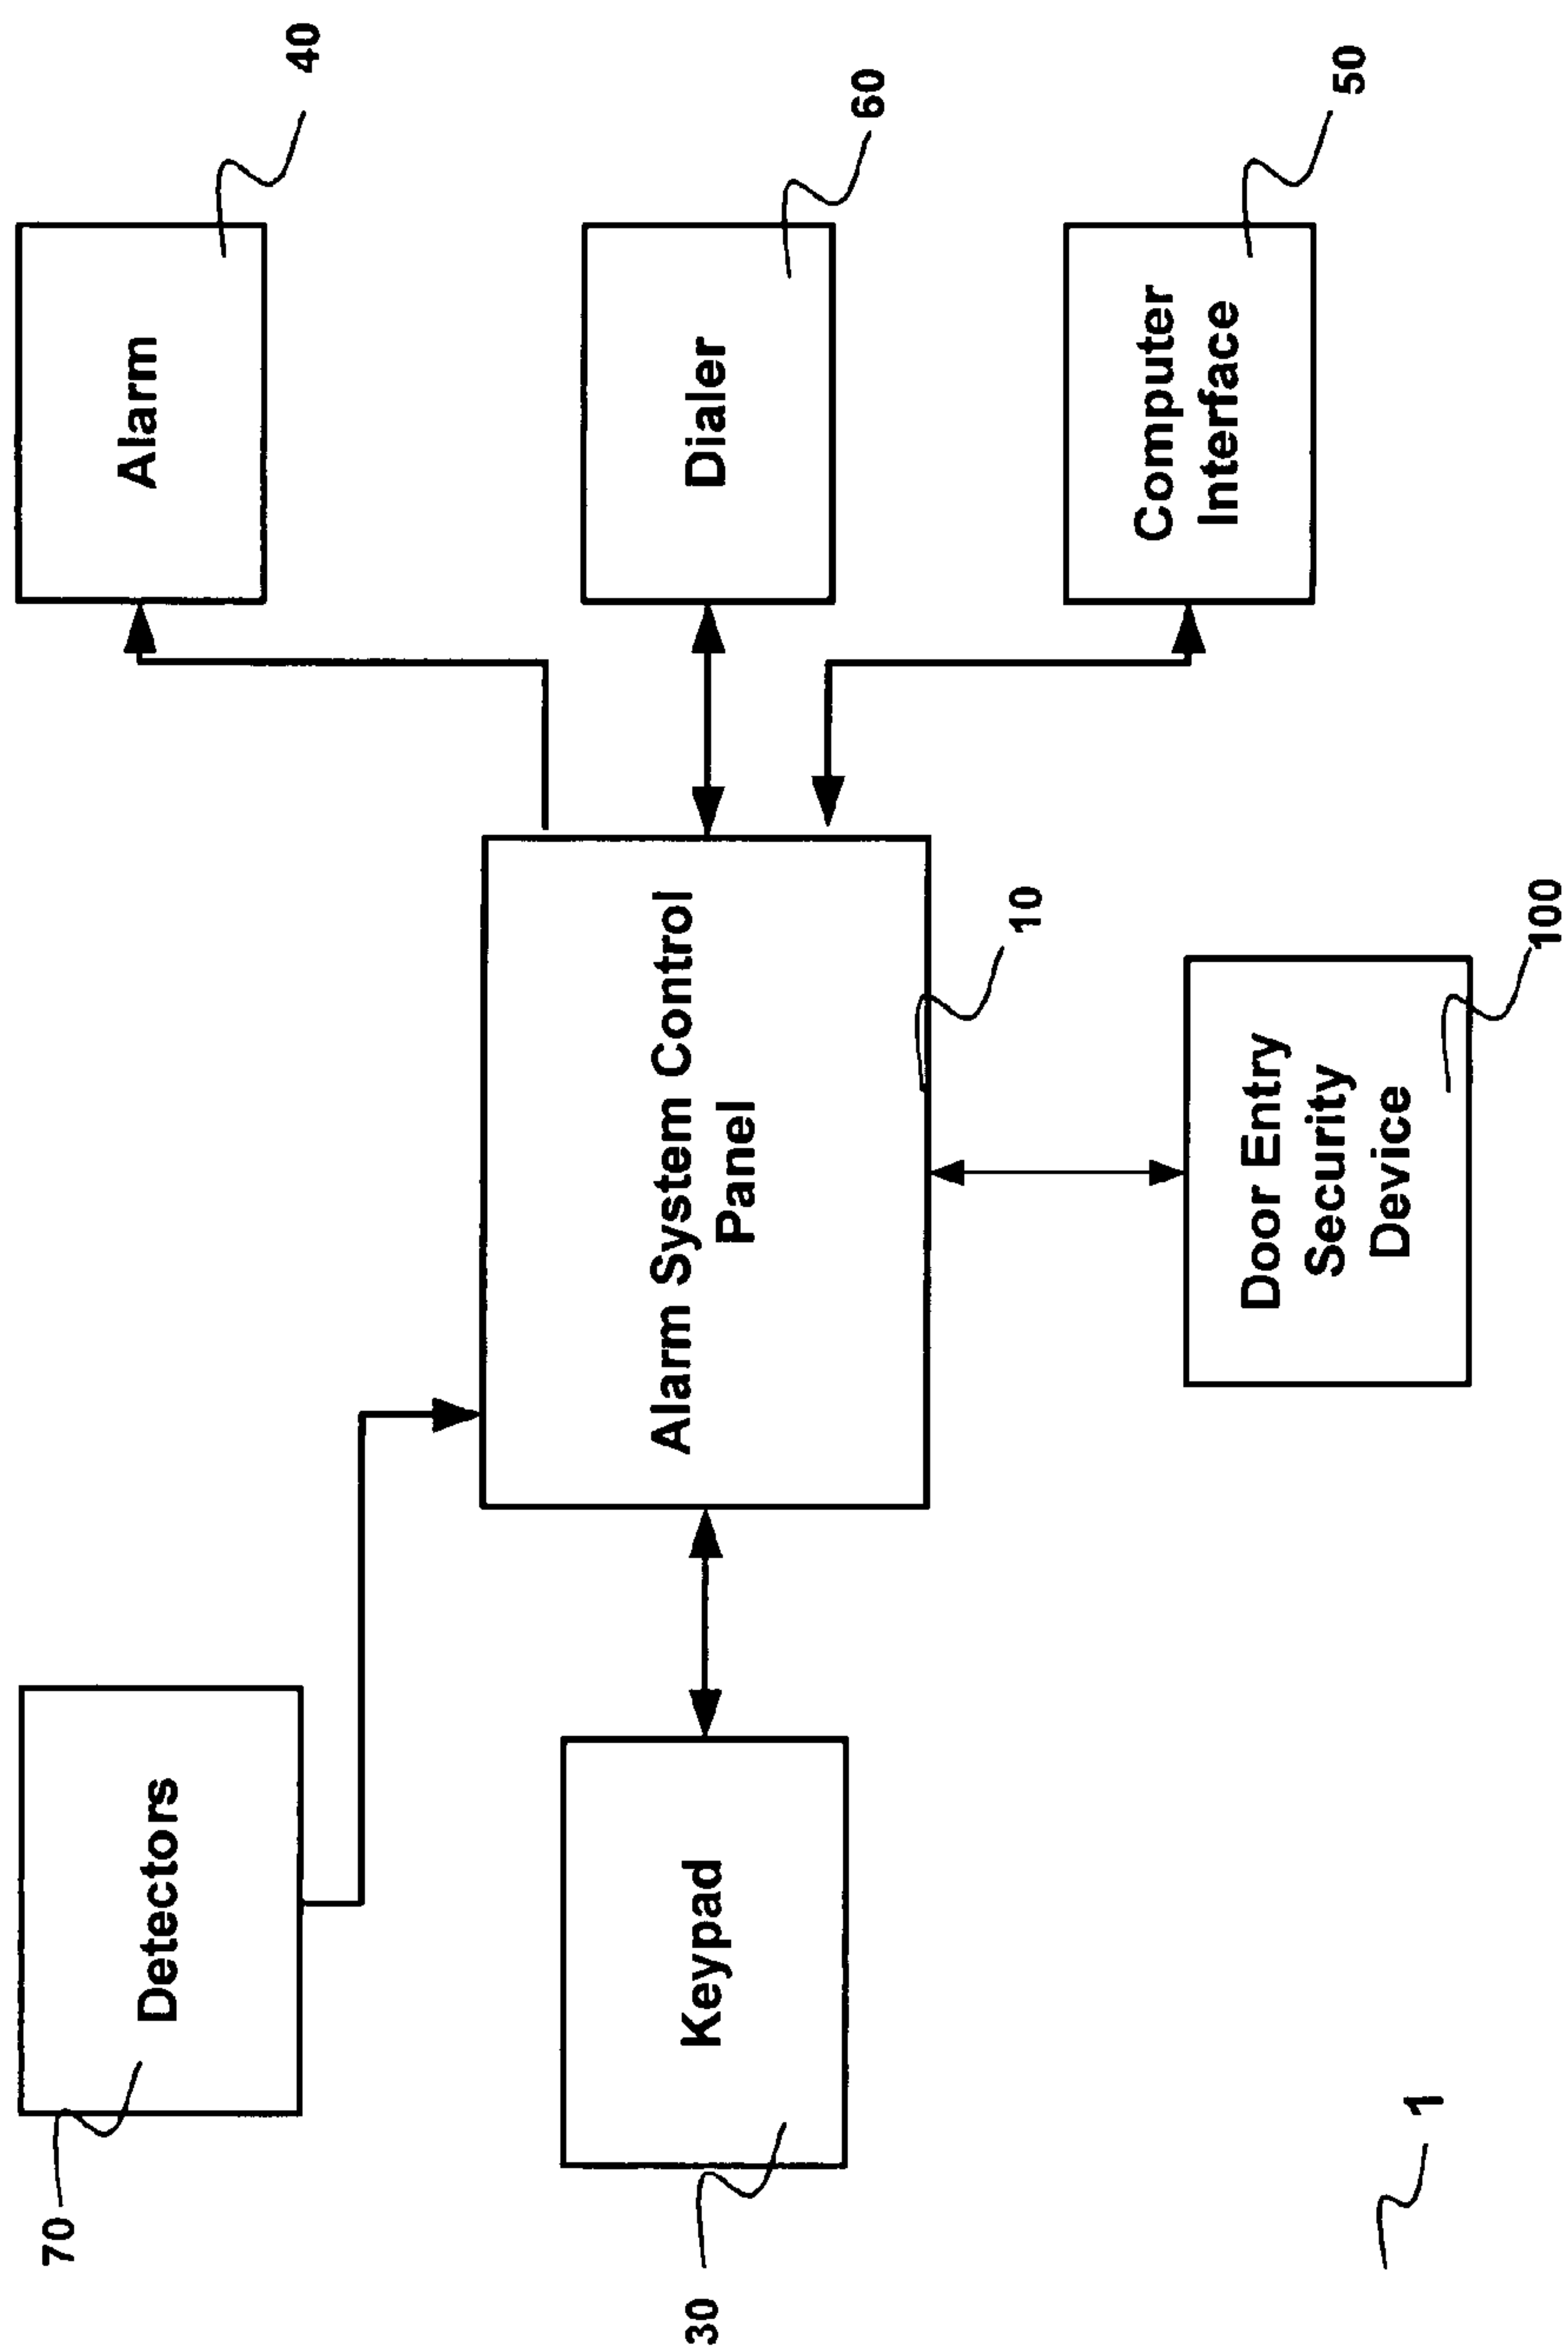 70
Detectors
Alarm
40
30
Keypad
Alarm System Control
Panel
10
Dialer
60
Door Entry
Security
Device
100
Computer
Interface
50
1